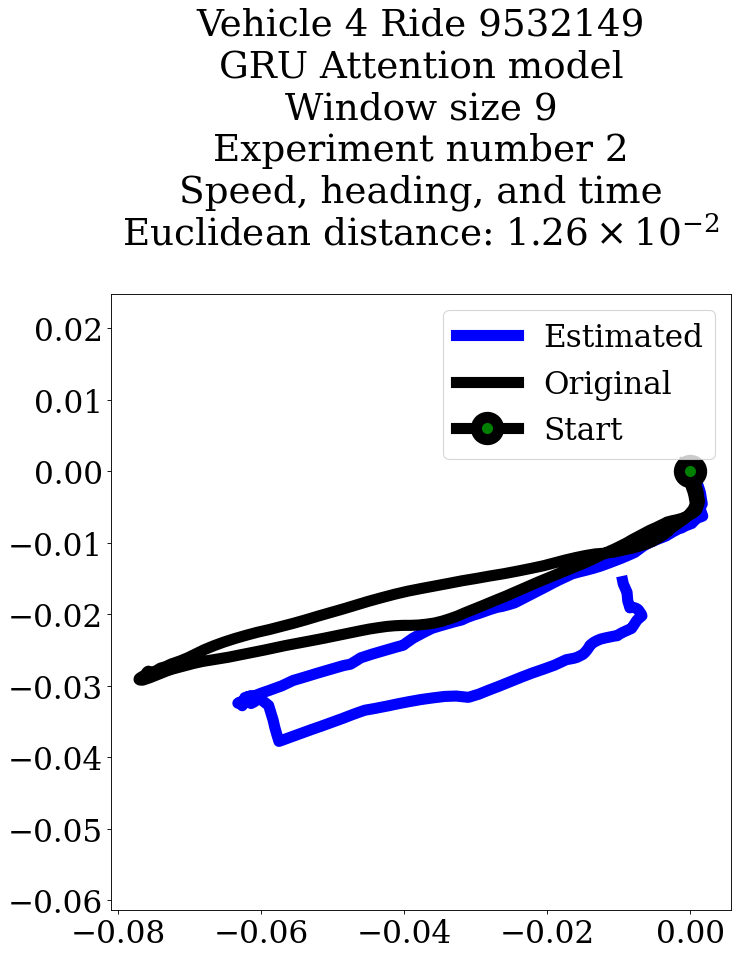 Vehicle 4 Ride 9532149
GRU Attention model
Window size 9
Experiment number 2
Speed, heading, and time
Euclidean distance: 1.26 × 10⁻²
Estimated
Original
Start
0.02
0.01
0.00
−0.01
−0.02
−0.03
−0.04
−0.05
−0.06
−0.08 −0.06 −0.04 −0.02 0.00